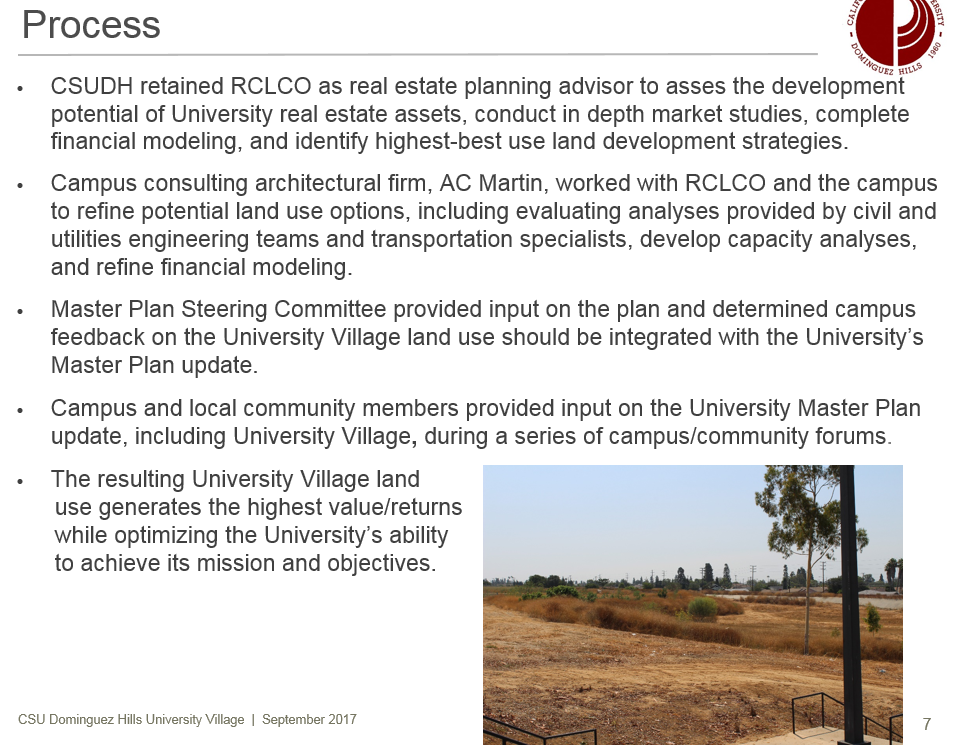 Process
CALIF
ERSITY
DOMINGUEZ HILLS 1960
• CSUDH retained RCLCO as real estate planning advisor to asses the development
potential of University real estate assets, conduct in depth market studies, complete
financial modeling, and identify highest-best use land development strategies.
• Campus consulting architectural firm, AC Martin, worked with RCLCO and the campus
to refine potential land use options, including evaluating analyses provided by civil and
utilities engineering teams and transportation specialists, develop capacity analyses,
and refine financial modeling.
• Master Plan Steering Committee provided input on the plan and determined campus
feedback on the University Village land use should be integrated with the University’s
Master Plan update.
• Campus and local community members provided input on the University Master Plan
update, including University Village, during a series of campus/community forums.
• The resulting University Village land
use generates the highest value/returns
while optimizing the University’s ability
to achieve its mission and objectives.
CSU Dominguez Hills University Village | September 2017
7